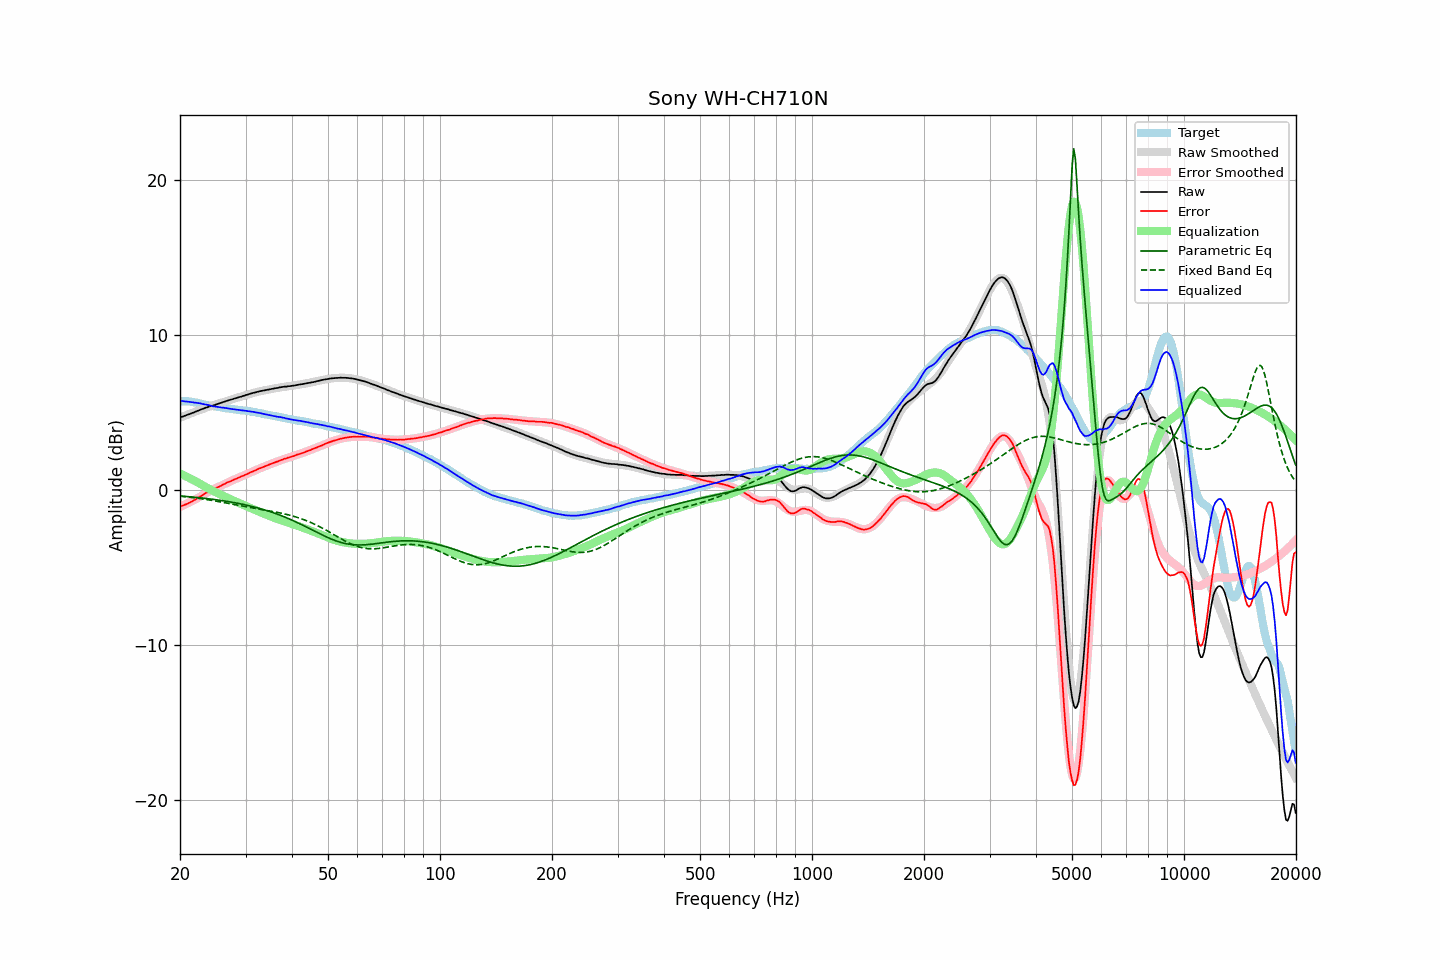 Sony WH-CH710N
Target
Raw Smoothed
Error Smoothed
Raw
Error
Equalization
Parametric Eq
Fixed Band Eq
Equalized
20
10
0
−10
−20
Amplitude (dBr)
20
50
100
200
500
1000
2000
5000
10000
20000
Frequency (Hz)